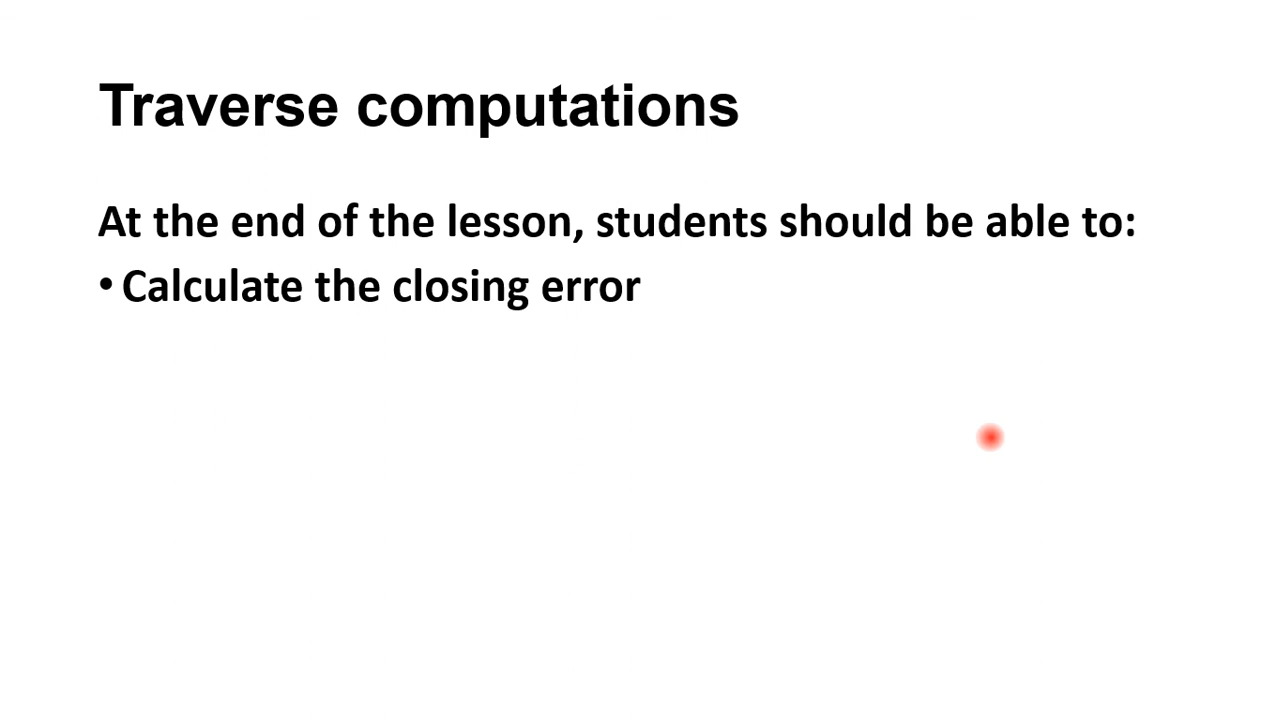 Traverse computations
At the end of the lesson, students should be able to:
• Calculate the closing error